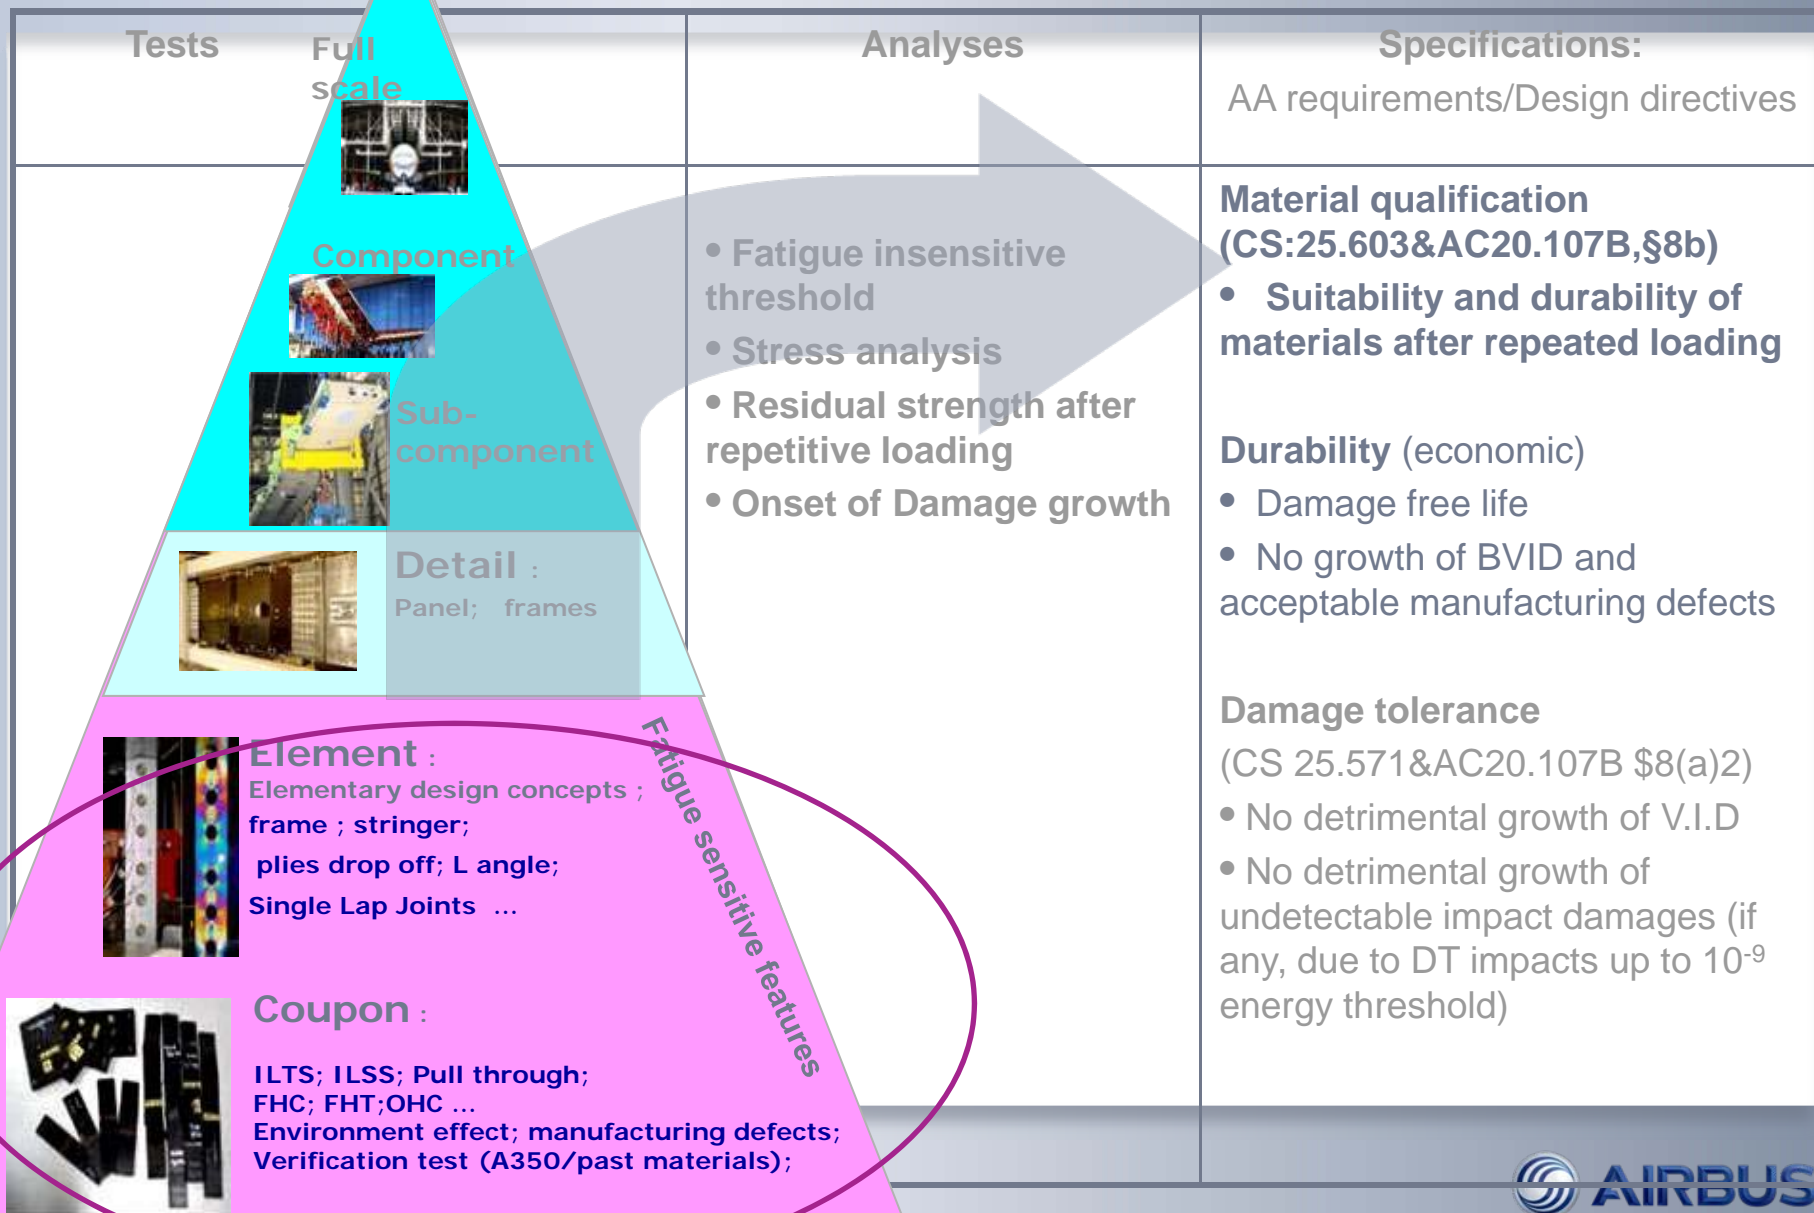 Tests
Full
scale
Component
Sub-
component
Detail :
Panel; frames
Element :
Elementary design concepts ;
frame ; stringer;
plies drop off; L angle;
Single Lap Joints ...
Coupon :
ILTS; ILSS; Pull through;
FHC; FHT;OHC ...
Environment effect; manufacturing defects;
Verification test (A350/past materials);
Fatigue sensitive features
Analyses
• Fatigue insensitive
threshold
• Stress analysis
• Residual strength after
repetitive loading
• Onset of Damage growth
Specifications:
AA requirements/Design directives
Material qualification
(CS:25.603&AC20.107B,§8b)
• Suitability and durability of
materials after repeated loading
Durability (economic)
• Damage free life
• No growth of BVID and
acceptable manufacturing defects
Damage tolerance
(CS 25.571&AC20.107B $8(a)2)
• No detrimental growth of V.I.D
• No detrimental growth of
undetectable impact damages (if
any, due to DT impacts up to 10⁻⁹
energy threshold)
AIRBUS